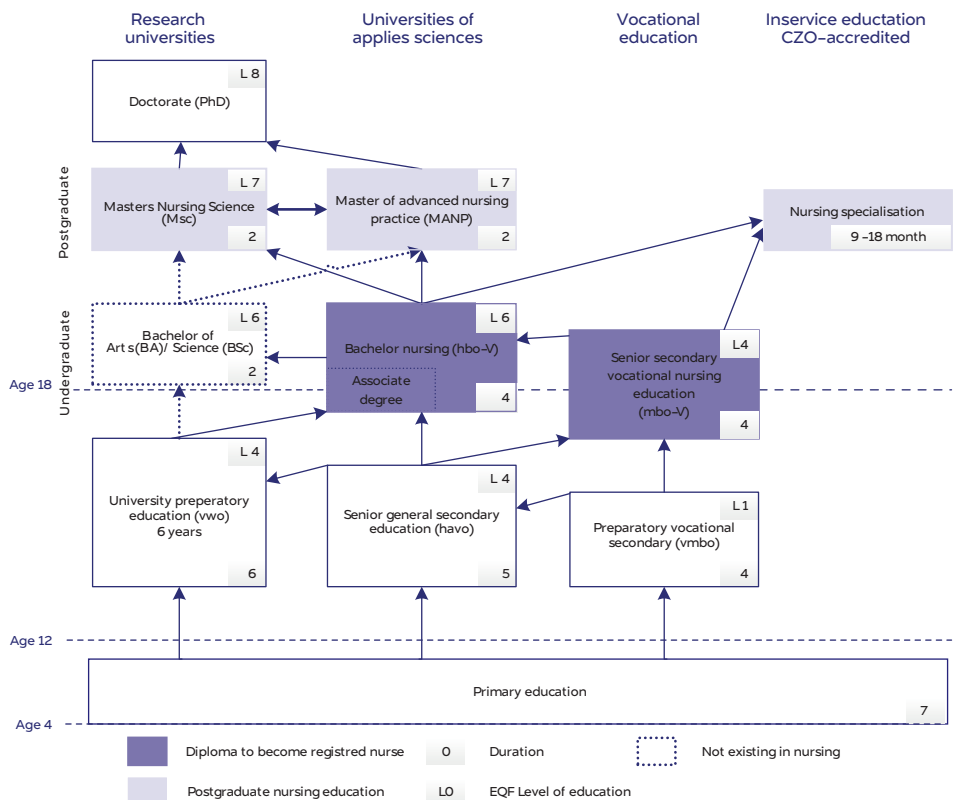 Research
universities
Universities of
applies sciences
Vocational
education
Inservice eductation
CZO-accredited
L 8
Doctorate (PhD)
Postgraduate
L 7
Masters Nursing Science
(Msc)
2
L 7
Master of advanced nursing
practice (MANP)
2
Nursing specialisation
9 -18 month
Undergraduate
L 6
Bachelor of
Art s(BA)/ Science (BSc)
2
L 6
Bachelor nursing (hbo-V)
Associate
degree
4
L4
Senior secondary
vocational nursing
education
(mbo-V)
4
Age 18
L 4
University preperatory
education (vwo)
6 years
6
L 4
Senior general secondary
education (havo)
5
L 1
Preparatory vocational
secondary (vmbo)
4
Age 12
Primary education
7
Age 4
Diploma to become registred nurse
0
Duration
Not existing in nursing
Postgraduate nursing education
L0
EQF Level of education